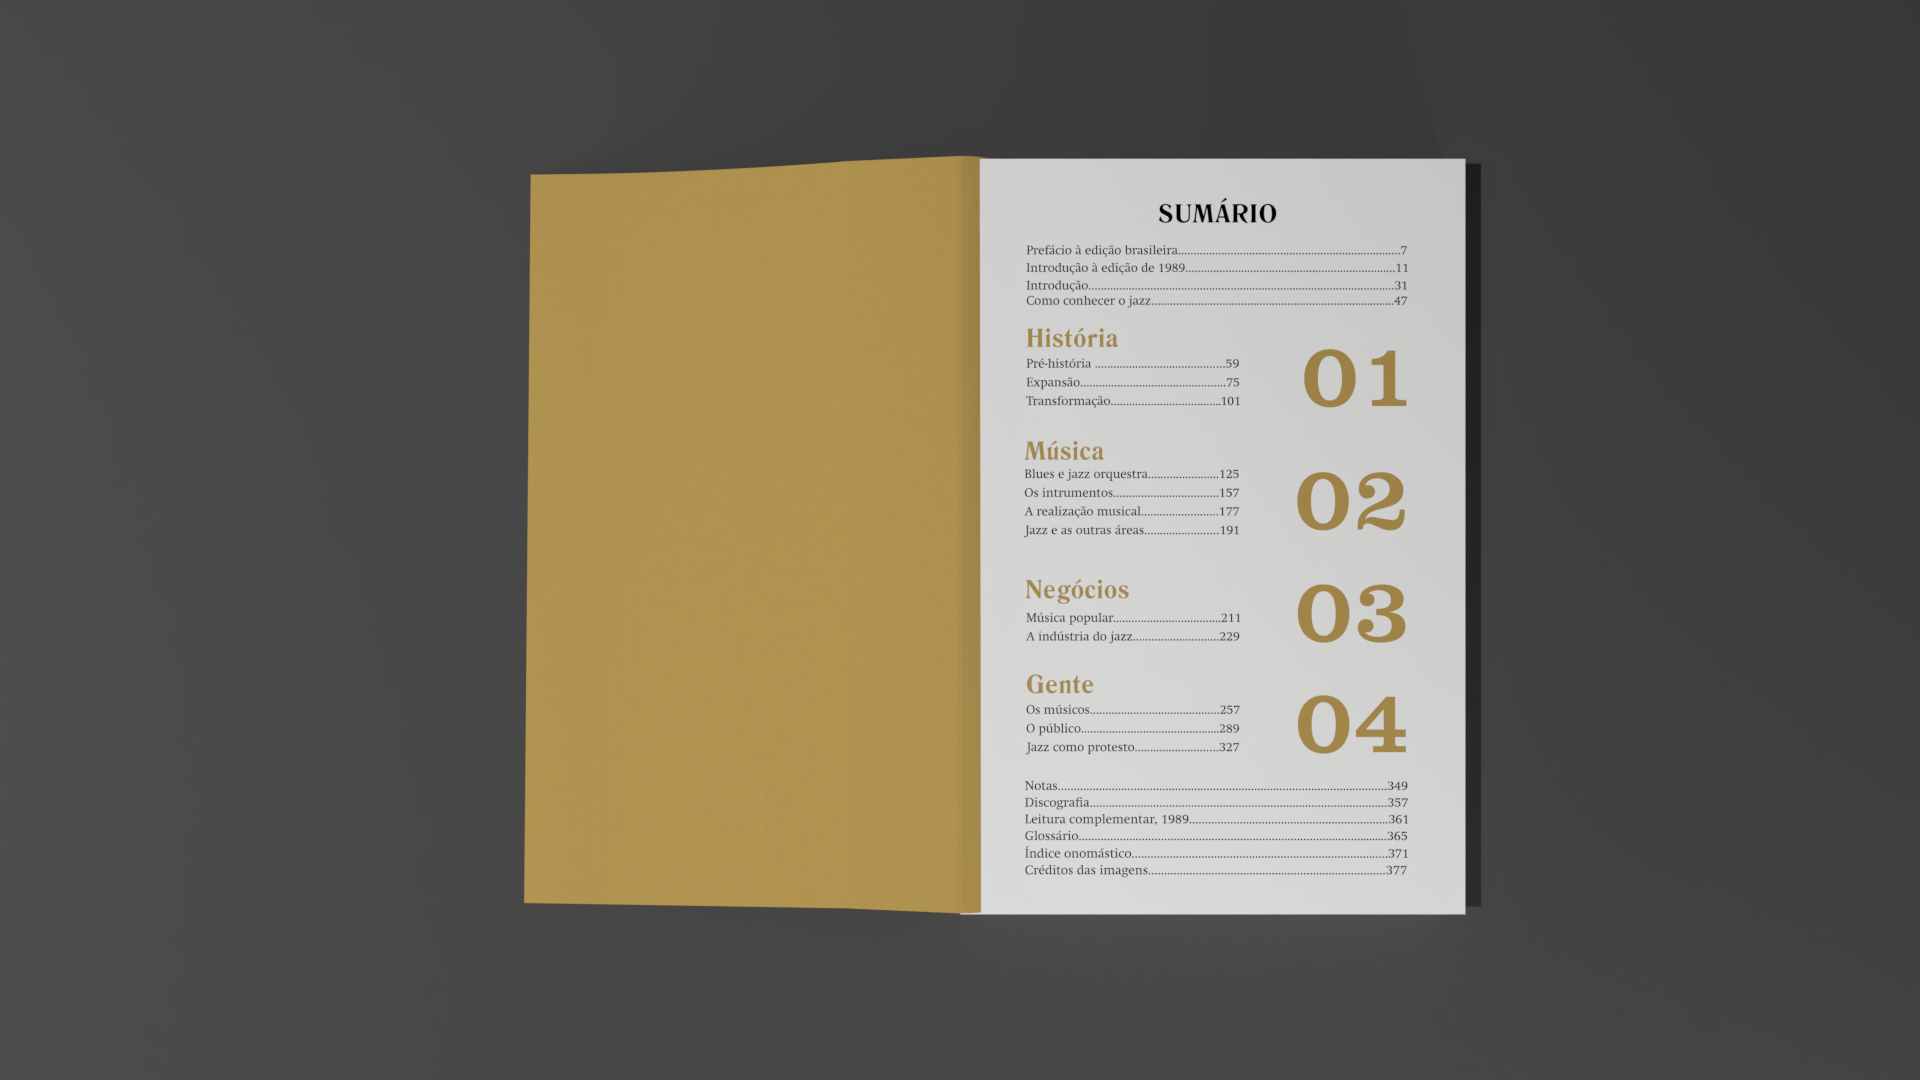 SUMÁRIO
Prefácio à edição brasileira........................................................................7
Introdução à edição de 1989....................................................................11
Introdução....................................................................................................31
Como conhecer o jazz...............................................................................47
História
01
Pré-história ..........................................59
Expansão...............................................75
Transformação...................................101
Música
02
Blues e jazz orquestra.......................125
Os intrumentos..................................157
A realização musical.........................177
Jazz e as outras áreas........................191
Negócios
03
Música popular..................................211
A indústria do jazz............................229
Gente
04
Os músicos..........................................257
O público............................................289
Jazz como protesto...........................327
Notas.........................................................................................................349
Discografia...............................................................................................357
Leitura complementar, 1989................................................................361
Glossário...................................................................................................365
Índice onomástico..................................................................................371
Créditos das imagens............................................................................377